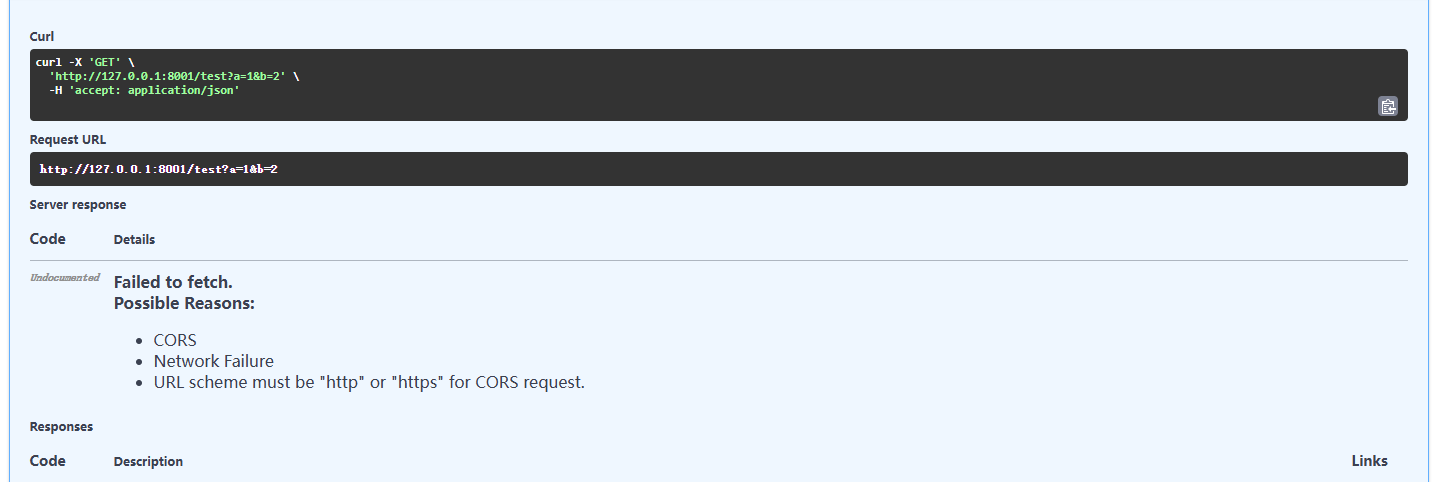 Curl
curl -X 'GET' \
'http://127.0.0.1:8001/test?a=1&b=2' \
-H 'accept: application/json'
Request URL
http://127.0.0.1:8001/test?a=1&b=2
Server response
Code Details
Undocumented Failed to fetch.
Possible Reasons:
• CORS
• Network Failure
• URL scheme must be "http" or "https" for CORS request.
Responses
Code Description Links